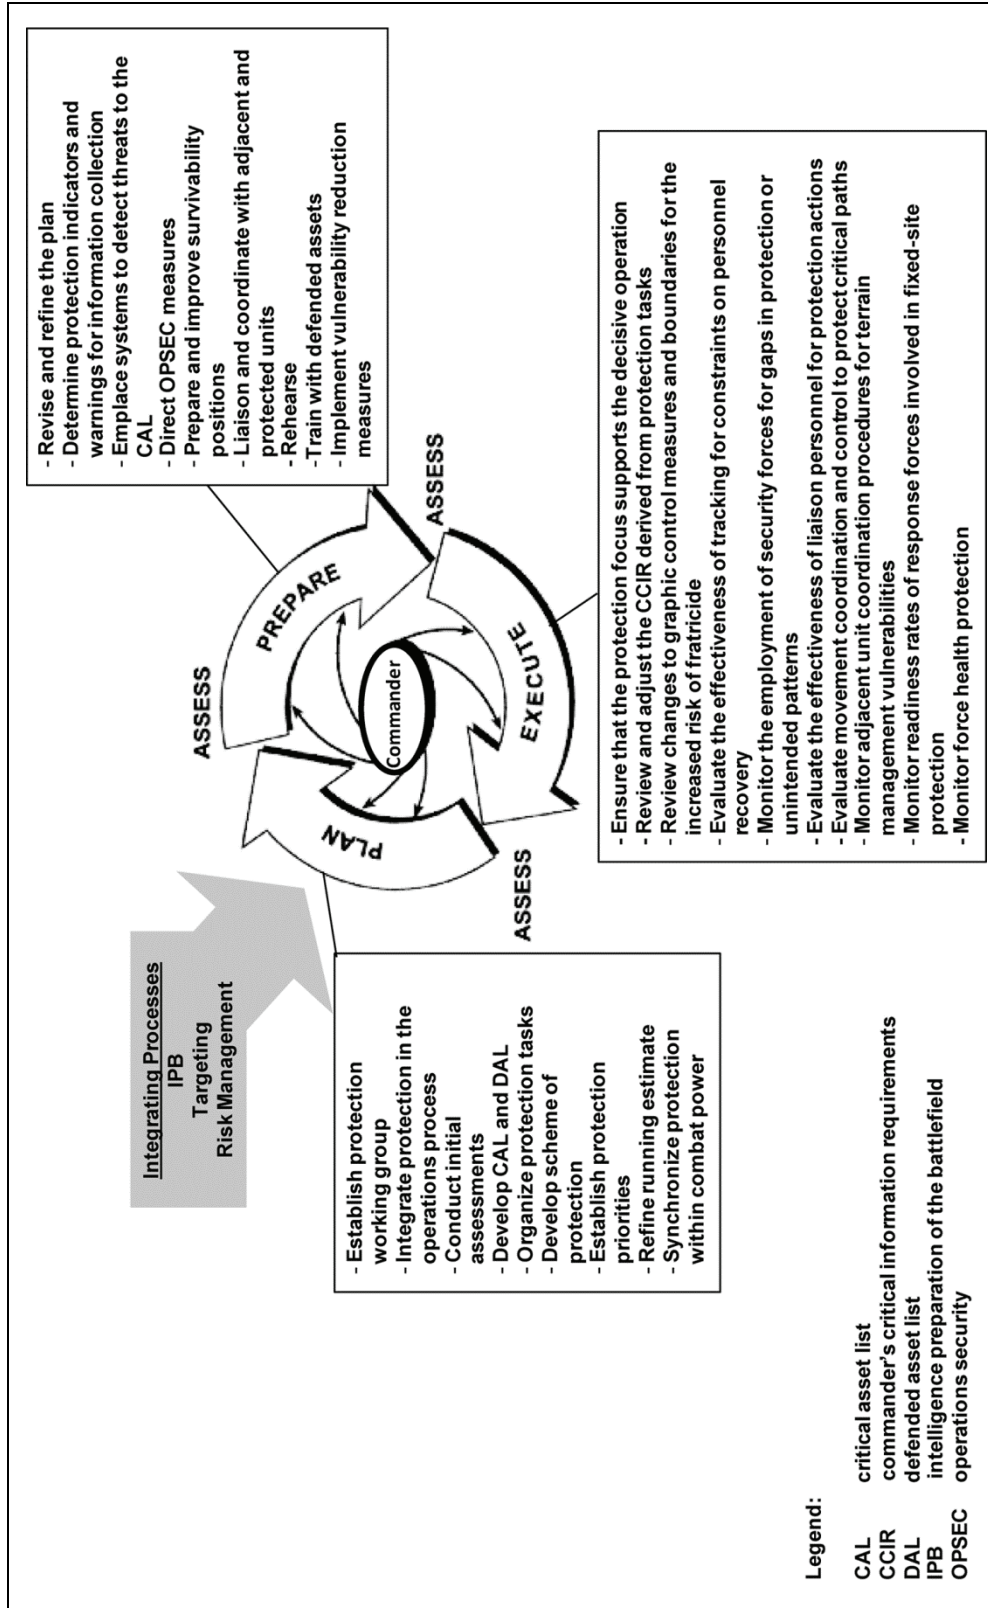 Integrating Processes
IPB
Targeting
Risk Management
- Establish protection
working group
- Integrate protection in the
operations process
- Conduct initial
assessments
- Develop CAL and DAL
- Organize protection tasks
- Develop scheme of
protection
- Establish protection
priorities
- Refine running estimate
- Synchronize protection
within combat power
ASSESS
PLAN
PREPARE
EXECUTE
Commander
ASSESS
ASSESS
- Revise and refine the plan
- Determine protection indicators and
warnings for information collection
- Emplace systems to detect threats to the
CAL
- Direct OPSEC measures
- Prepare and improve survivability
positions
- Liaison and coordinate with adjacent and
protected units
- Rehearse
- Train with defended assets
- Implement vulnerability reduction
measures
- Ensure that the protection focus supports the decisive operation
- Review and adjust the CCIR derived from protection tasks
- Review changes to graphic control measures and boundaries for the
increased risk of fratricide
- Evaluate the effectiveness of tracking for constraints on personnel
recovery
- Monitor the employment of security forces for gaps in protection or
unintended patterns
- Evaluate the effectiveness of liaison personnel for protection actions
- Evaluate movement coordination and control to protect critical paths
- Monitor adjacent unit coordination procedures for terrain
management vulnerabilities
- Monitor readiness rates of response forces involved in fixed-site
protection
- Monitor force health protection
Legend:
CAL critical asset list
CCIR commander's critical information requirements
DAL defended asset list
IPB intelligence preparation of the battlefield
OPSEC operations security